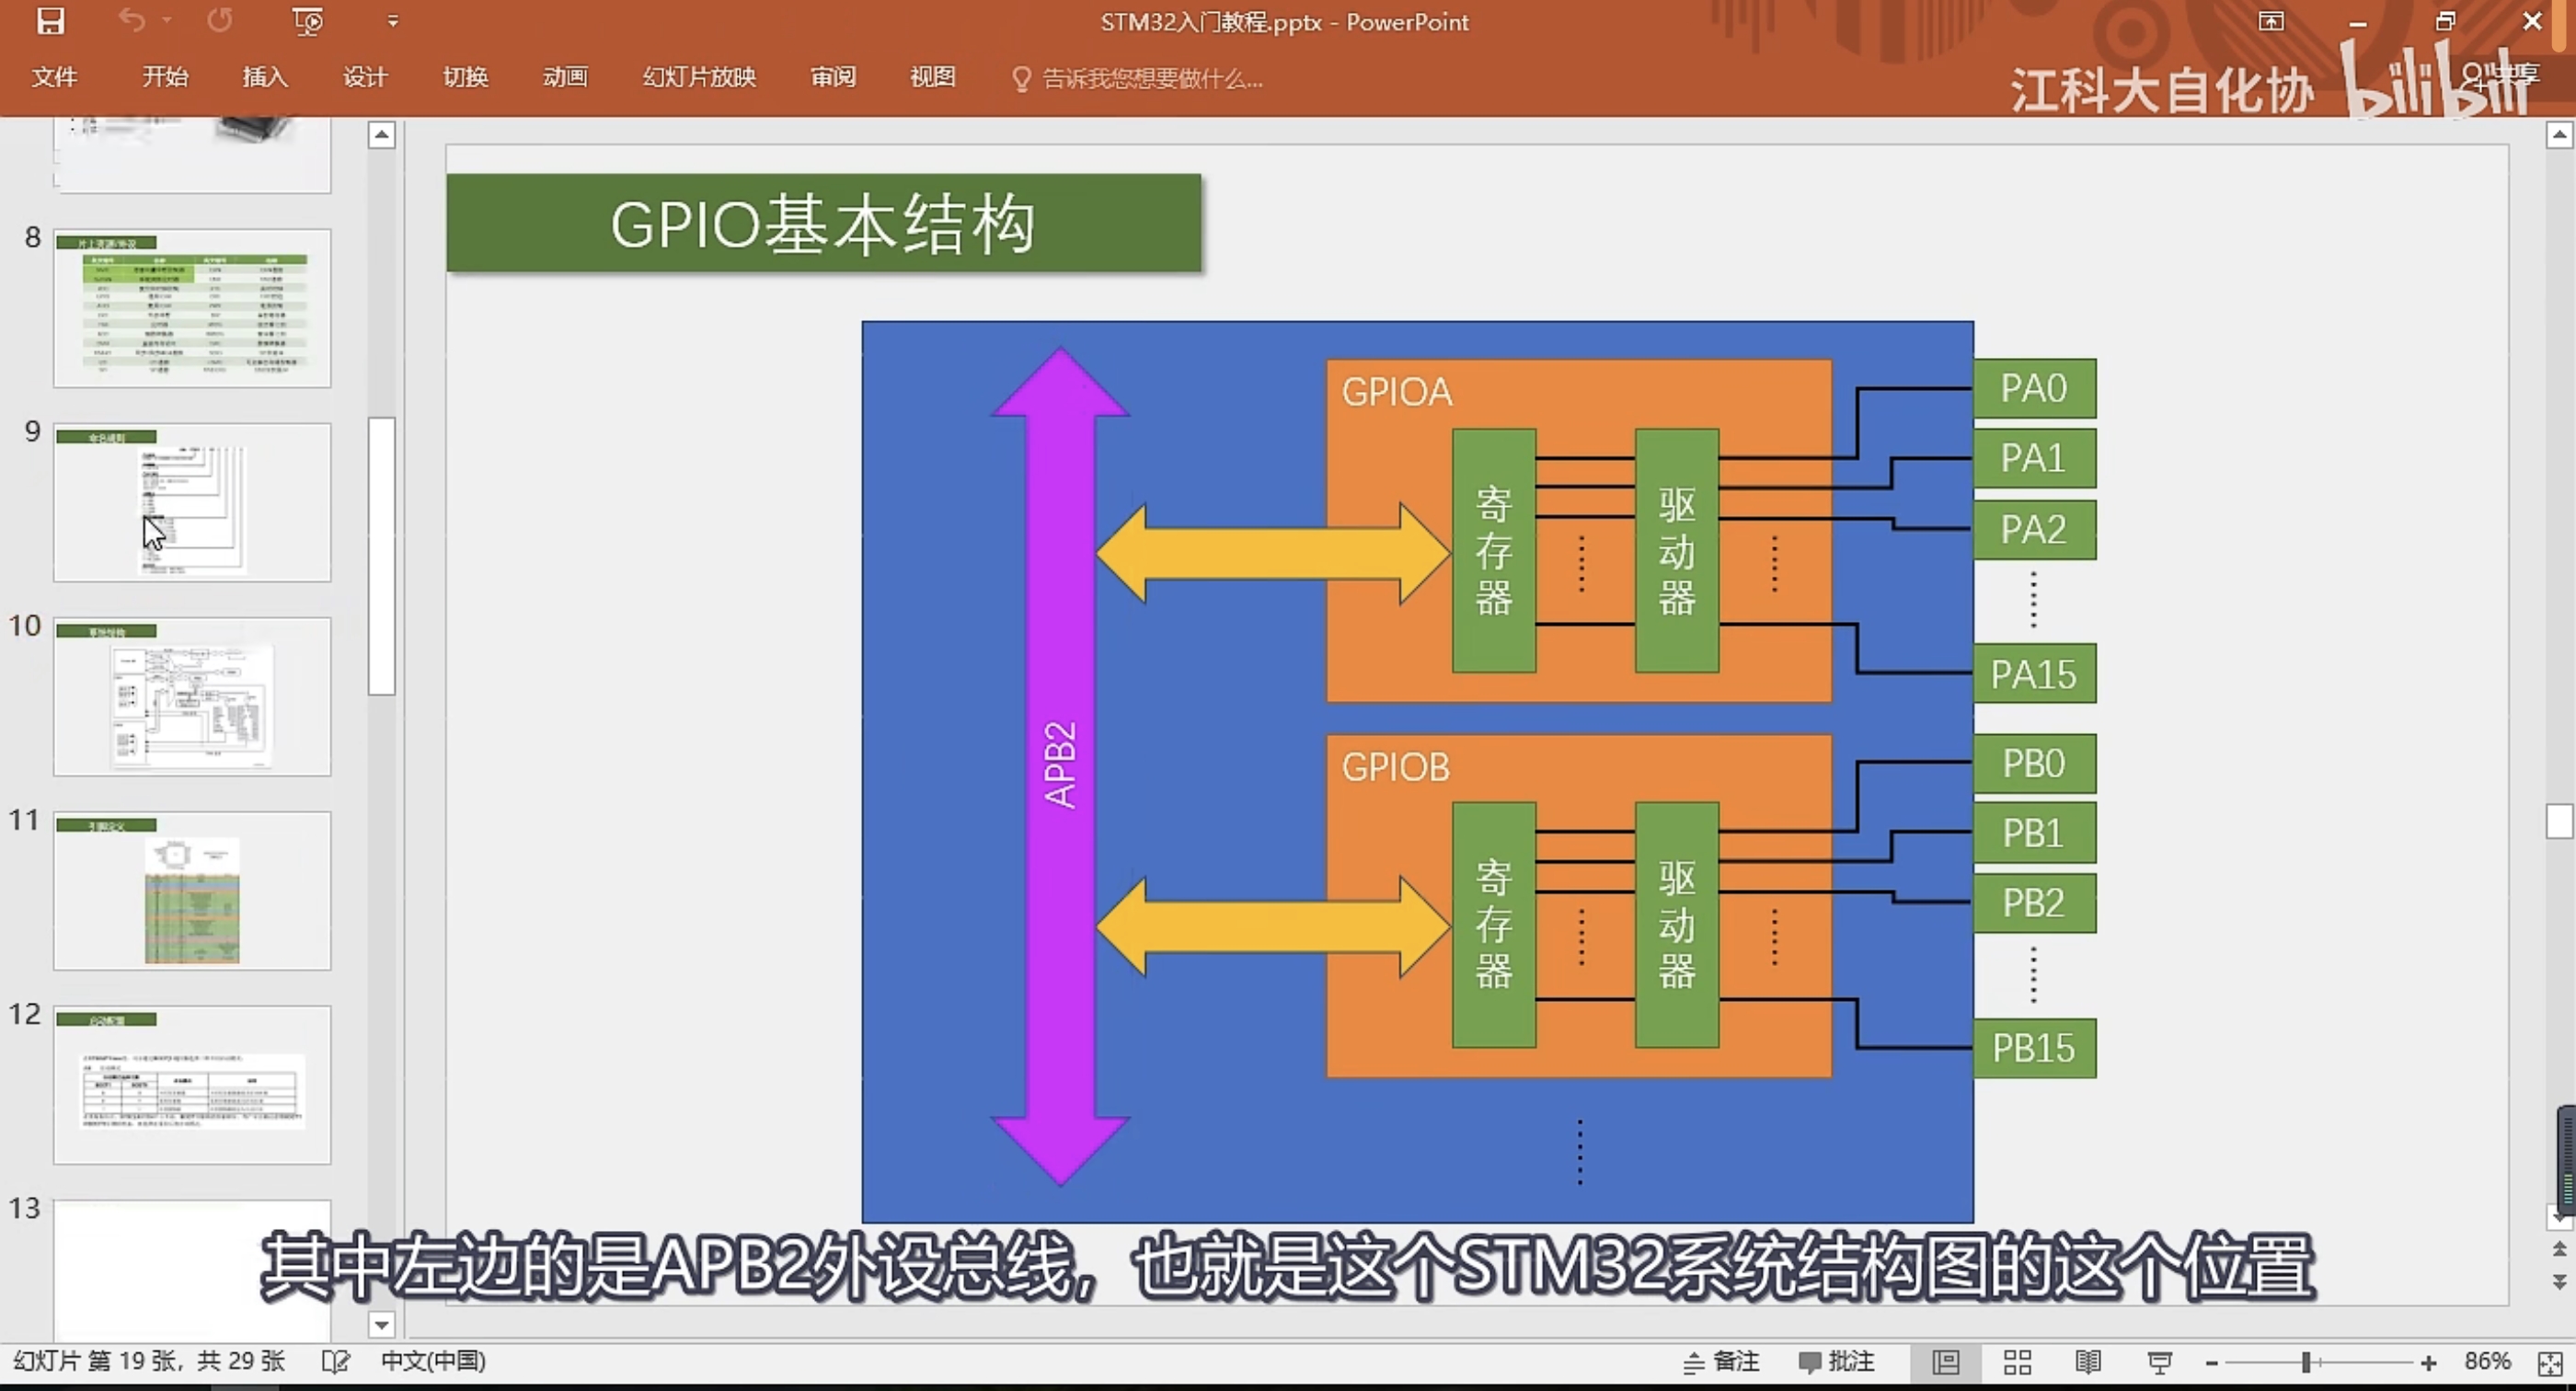 STM32入门教程.pptx - PowerPoint
文件 开始 插入 设计 切换 动画 幻灯片放映 审阅 视图 告诉我您想要做什么... 共享
江科大自化协 bilibili
8
9
10
11
12
13
GPIO基本结构
APB2
GPIOA
寄存器
驱动器
PA0
PA1
PA2
PA15
GPIOB
寄存器
驱动器
PB0
PB1
PB2
PB15
其中左边的是APB2外设总线，也就是这个STM32系统结构图的这个位置
幻灯片 第 19 张，共 29 张 中文(中国) 备注 批注 86%